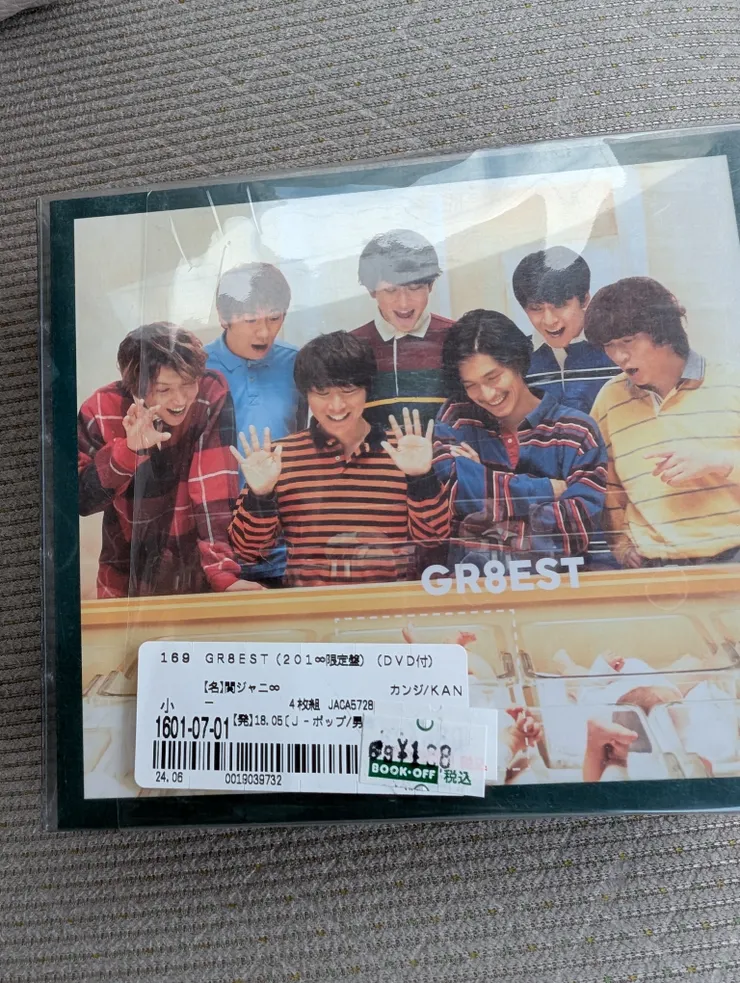 GR8EST
169 GR8EST(201∞限定盤)(DVD付)
【名】関ジャニ∞ カンジ/KAN
小 ー 4枚組 JACA5728
1601-07-01 【発】18.05[J-ポップ/男
24.06 0019039732
BOOK·OFF 税込